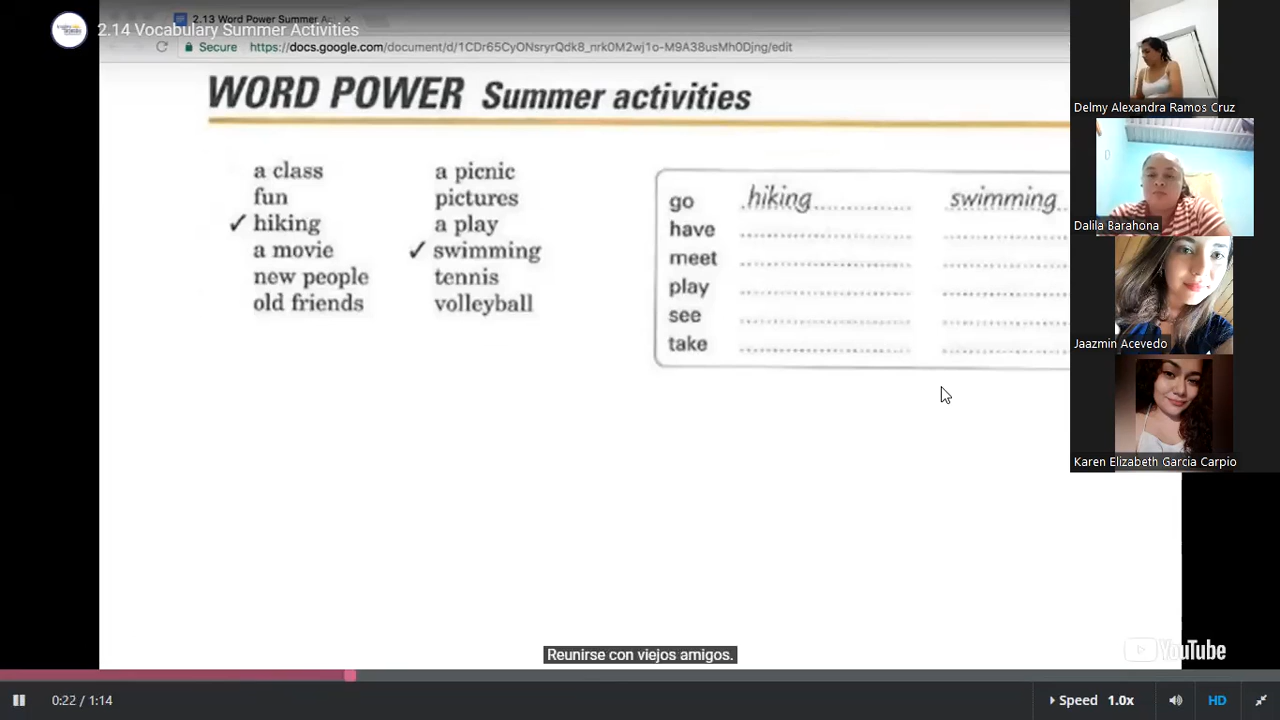 2.13 Word Power Summer A
2.14 Vocabulary Summer Activities
Secure https://docs.google.com/document/d/1CDr65CyONsryrQdk8_nrk0M2wj1o-M9A38usMh0Djng/edit
WORD POWER Summer activities
a class
fun
✓ hiking
a movie
new people
old friends
a picnic
pictures
a play
✓ swimming
tennis
volleyball
go hiking swimming
have
meet
play
see
take
Delmy Alexandra Ramos Cruz
Dalila Barahona
Jaazmin Acevedo
Karen Elizabeth Garcia Carpio
Reunirse con viejos amigos.
YouTube
0:22 / 1:14
Speed 1.0x
HD